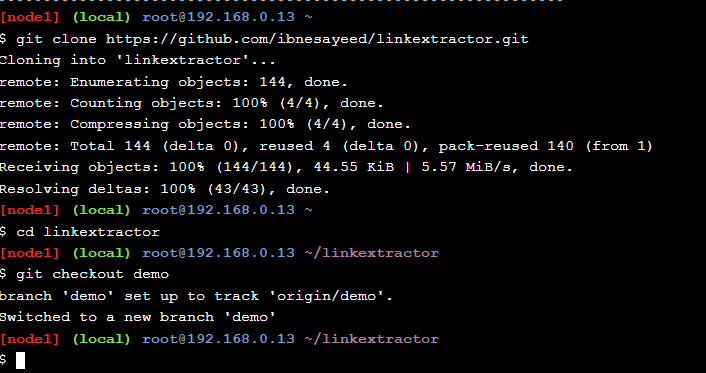 [node1] (local) root@192.168.0.13 ~
$ git clone https://github.com/ibnesayeed/linkextractor.git
Cloning into 'linkextractor'...
remote: Enumerating objects: 144, done.
remote: Counting objects: 100% (4/4), done.
remote: Compressing objects: 100% (4/4), done.
remote: Total 144 (delta 0), reused 4 (delta 0), pack-reused 140 (from 1)
Receiving objects: 100% (144/144), 44.55 KiB | 5.57 MiB/s, done.
Resolving deltas: 100% (43/43), done.
[node1] (local) root@192.168.0.13 ~
$ cd linkextractor
[node1] (local) root@192.168.0.13 ~/linkextractor
$ git checkout demo
branch 'demo' set up to track 'origin/demo'.
Switched to a new branch 'demo'
[node1] (local) root@192.168.0.13 ~/linkextractor
$